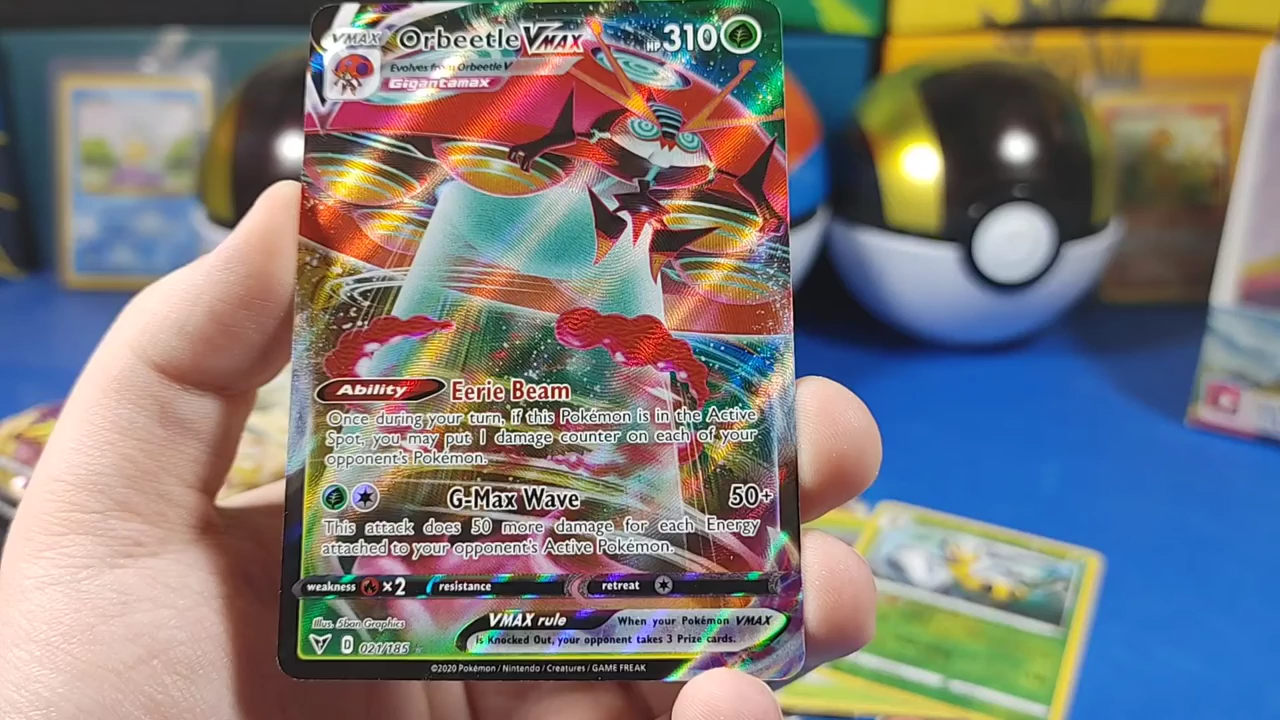 VMAX Orbeetle VMAX HP 310
Evolves from Orbeetle V
Gigantamax
Ability Eerie Beam
Once during your turn, if this Pokémon is in the Active
Spot, you may put 1 damage counter on each of your
opponent's Pokémon.
G-Max Wave 50+
This attack does 50 more damage for each Energy
attached to your opponent's Active Pokémon.
weakness ×2 resistance retreat
Illus. 5ban Graphics
VMAX rule When your Pokémon VMAX
is Knocked Out, your opponent takes 3 Prize cards.
D 021/185
©2020 Pokémon / Nintendo / Creatures / GAME FREAK